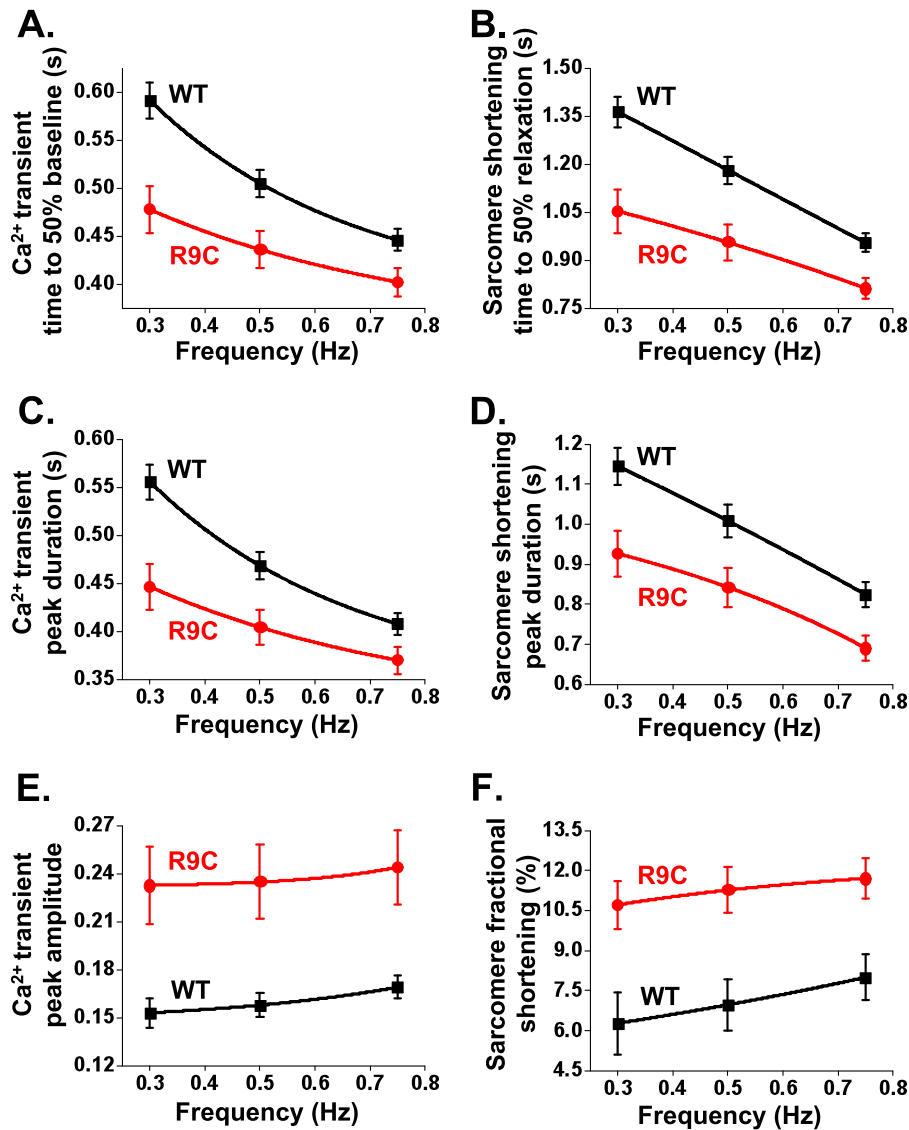 A.
Ca²⁺ transient
time to 50% baseline (s)
0.60
0.55
0.50
0.45
0.40
WT
R9C
0.3 0.4 0.5 0.6 0.7 0.8
Frequency (Hz)
B.
Sarcomere shortening
time to 50% relaxation (s)
1.50
1.35
1.20
1.05
0.90
0.75
WT
R9C
0.3 0.4 0.5 0.6 0.7 0.8
Frequency (Hz)
C.
Ca²⁺ transient
peak duration (s)
0.60
0.55
0.50
0.45
0.40
0.35
WT
R9C
0.3 0.4 0.5 0.6 0.7 0.8
Frequency (Hz)
D.
Sarcomere shortening
peak duration (s)
1.2
1.1
1.0
0.9
0.8
0.7
0.6
WT
R9C
0.3 0.4 0.5 0.6 0.7 0.8
Frequency (Hz)
E.
Ca²⁺ transient
peak amplitude
0.27
0.24
0.21
0.18
0.15
0.12
R9C
WT
0.3 0.4 0.5 0.6 0.7 0.8
Frequency (Hz)
F.
Sarcomere fractional
shortening (%)
13.5
12.0
10.5
9.0
7.5
6.0
4.5
R9C
WT
0.3 0.4 0.5 0.6 0.7 0.8
Frequency (Hz)